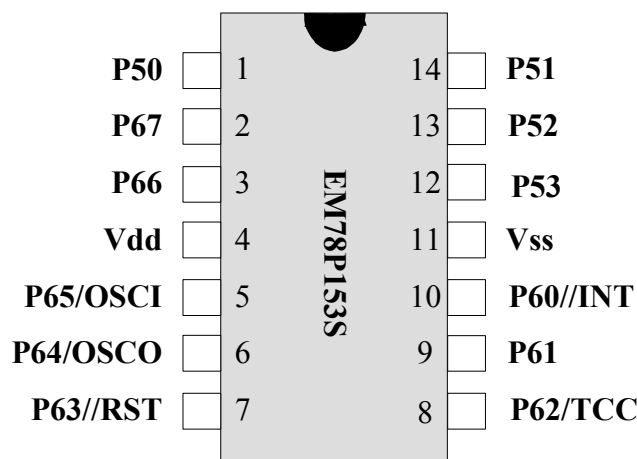 P50 1 14 P51
P67 2 13 P52
P66 3 12 P53
Vdd 4 11 Vss
P65/OSCI 5 10 P60//INT
P64/OSCO 6 9 P61
P63//RST 7 8 P62/TCC
EM78P153S